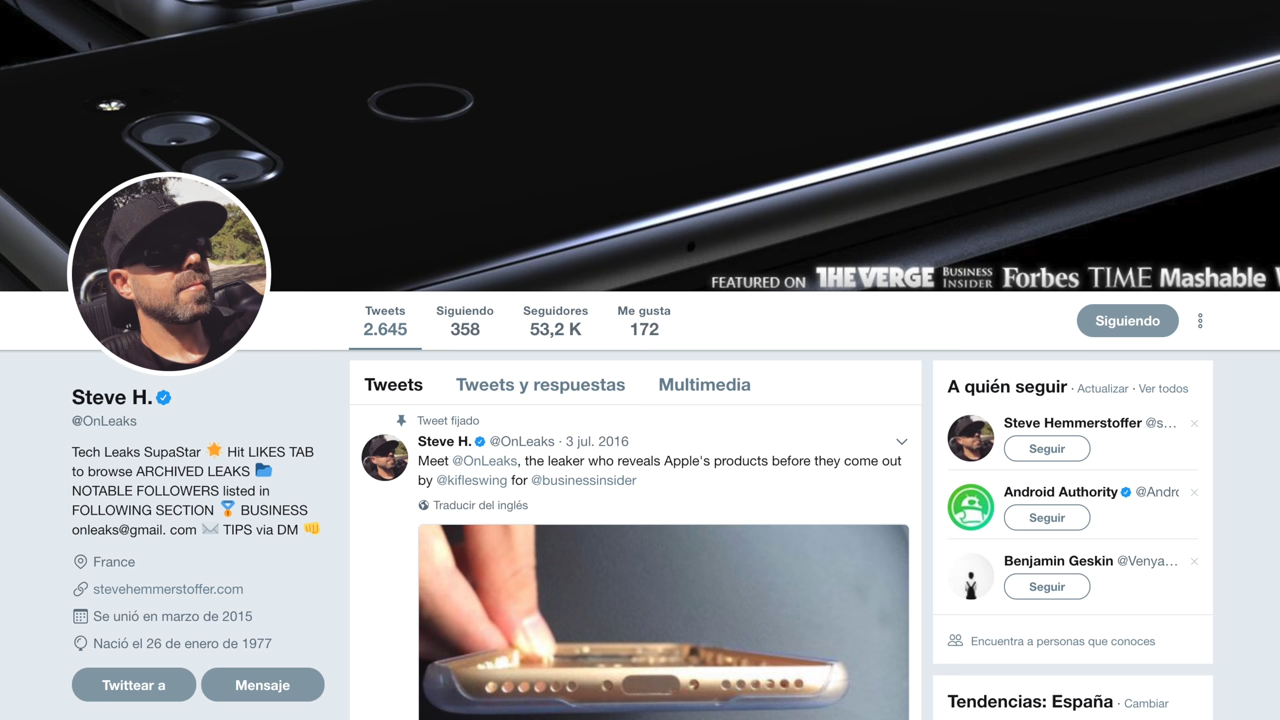 FEATURED ON THE VERGE BUSINESS INSIDER Forbes TIME Mashable
Tweets
2.645
Siguiendo
358
Seguidores
53,2 K
Me gusta
172
Siguiendo
Steve H.
@OnLeaks
Tech Leaks SupaStar ⭐ Hit LIKES TAB
to browse ARCHIVED LEAKS 📂
NOTABLE FOLLOWERS listed in
FOLLOWING SECTION 🏅 BUSINESS
onleaks@gmail. com ✉️ TIPS via DM 👊
France
stevehemmerstoffer.com
Se unió en marzo de 2015
Nació el 26 de enero de 1977
Twittear a
Mensaje
Tweets Tweets y respuestas Multimedia
Tweet fijado
Steve H. @OnLeaks · 3 jul. 2016
Meet @OnLeaks, the leaker who reveals Apple's products before they come out
by @kifleswing for @businessinsider
Traducir del inglés
A quién seguir · Actualizar · Ver todos
Steve Hemmerstoffer @s...
Seguir
Android Authority @Andr
Seguir
Benjamin Geskin @Venya...
Seguir
Encuentra a personas que conoces
Tendencias: España · Cambiar